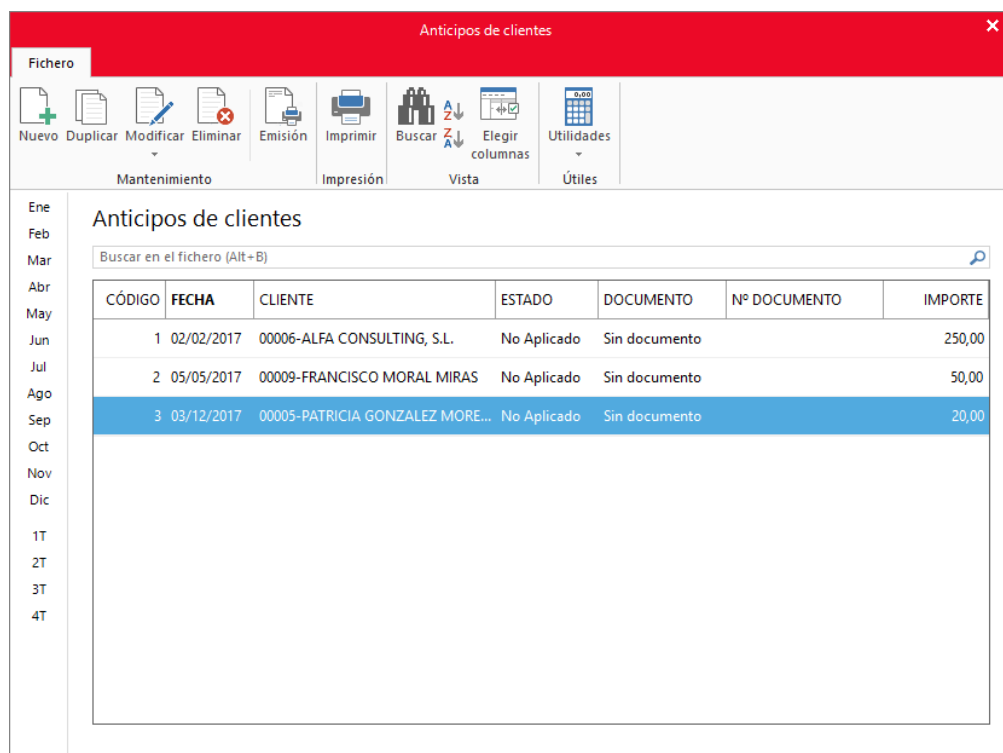 Anticipos de clientes
Fichero
Nuevo Duplicar Modificar Eliminar Emisión Imprimir Buscar Elegir columnas Utilidades
Mantenimiento Impresión Vista Útiles
Anticipos de clientes
Buscar en el fichero (Alt+B)
CÓDIGO FECHA CLIENTE ESTADO DOCUMENTO Nº DOCUMENTO IMPORTE
1 02/02/2017 00006-ALFA CONSULTING, S.L. No Aplicado Sin documento 250,00
2 05/05/2017 00009-FRANCISCO MORAL MIRAS No Aplicado Sin documento 50,00
3 03/12/2017 00005-PATRICIA GONZALEZ MORE... No Aplicado Sin documento 20,00
Ene
Feb
Mar
Abr
May
Jun
Jul
Ago
Sep
Oct
Nov
Dic
1T
2T
3T
4T